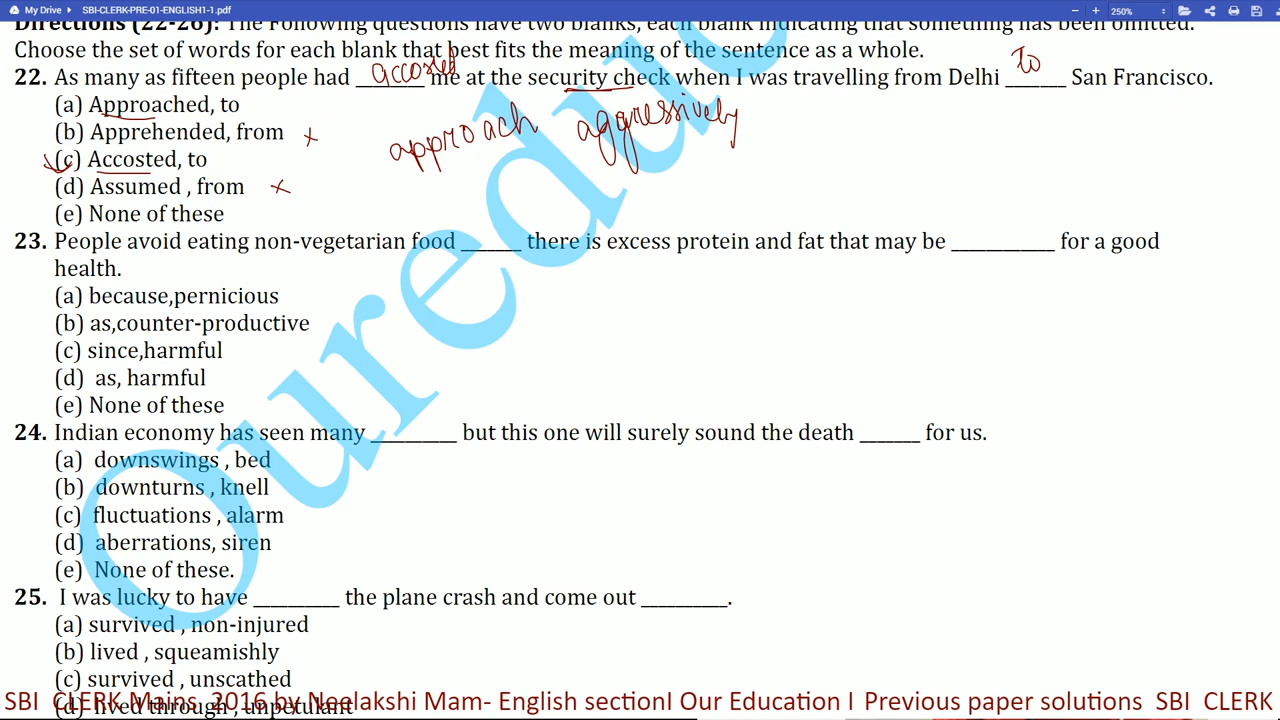 My Drive ▸ SBI-CLERK-PRE-01-ENGLISH1-1.pdf
− + 250%
Directions (22-26): The Following questions have two blanks, each blank indicating that something has been omitted.
Choose the set of words for each blank that best fits the meaning of the sentence as a whole.
accosted to
22. As many as fifteen people had _______ me at the security check when I was travelling from Delhi ______ San Francisco.
(a) Approached, to
approach aggressively
(b) Apprehended, from ×
(c) Accosted, to
(d) Assumed , from ×
(e) None of these
23. People avoid eating non-vegetarian food ______ there is excess protein and fat that may be ____________ for a good
health.
(a) because,pernicious
(b) as,counter-productive
(c) since,harmful
(d) as, harmful
(e) None of these
24. Indian economy has seen many __________ but this one will surely sound the death _______ for us.
(a) downswings , bed
(b) downturns , knell
(c) fluctuations , alarm
(d) aberrations, siren
(e) None of these.
25. I was lucky to have __________ the plane crash and come out __________.
(a) survived , non-injured
(b) lived , squeamishly
(c) survived , unscathed
(d) lived through , unpetulant
SBI CLERK Mains 2016 by Neelakshi Mam- English sectionI Our Education I Previous paper solutions SBI CLERK